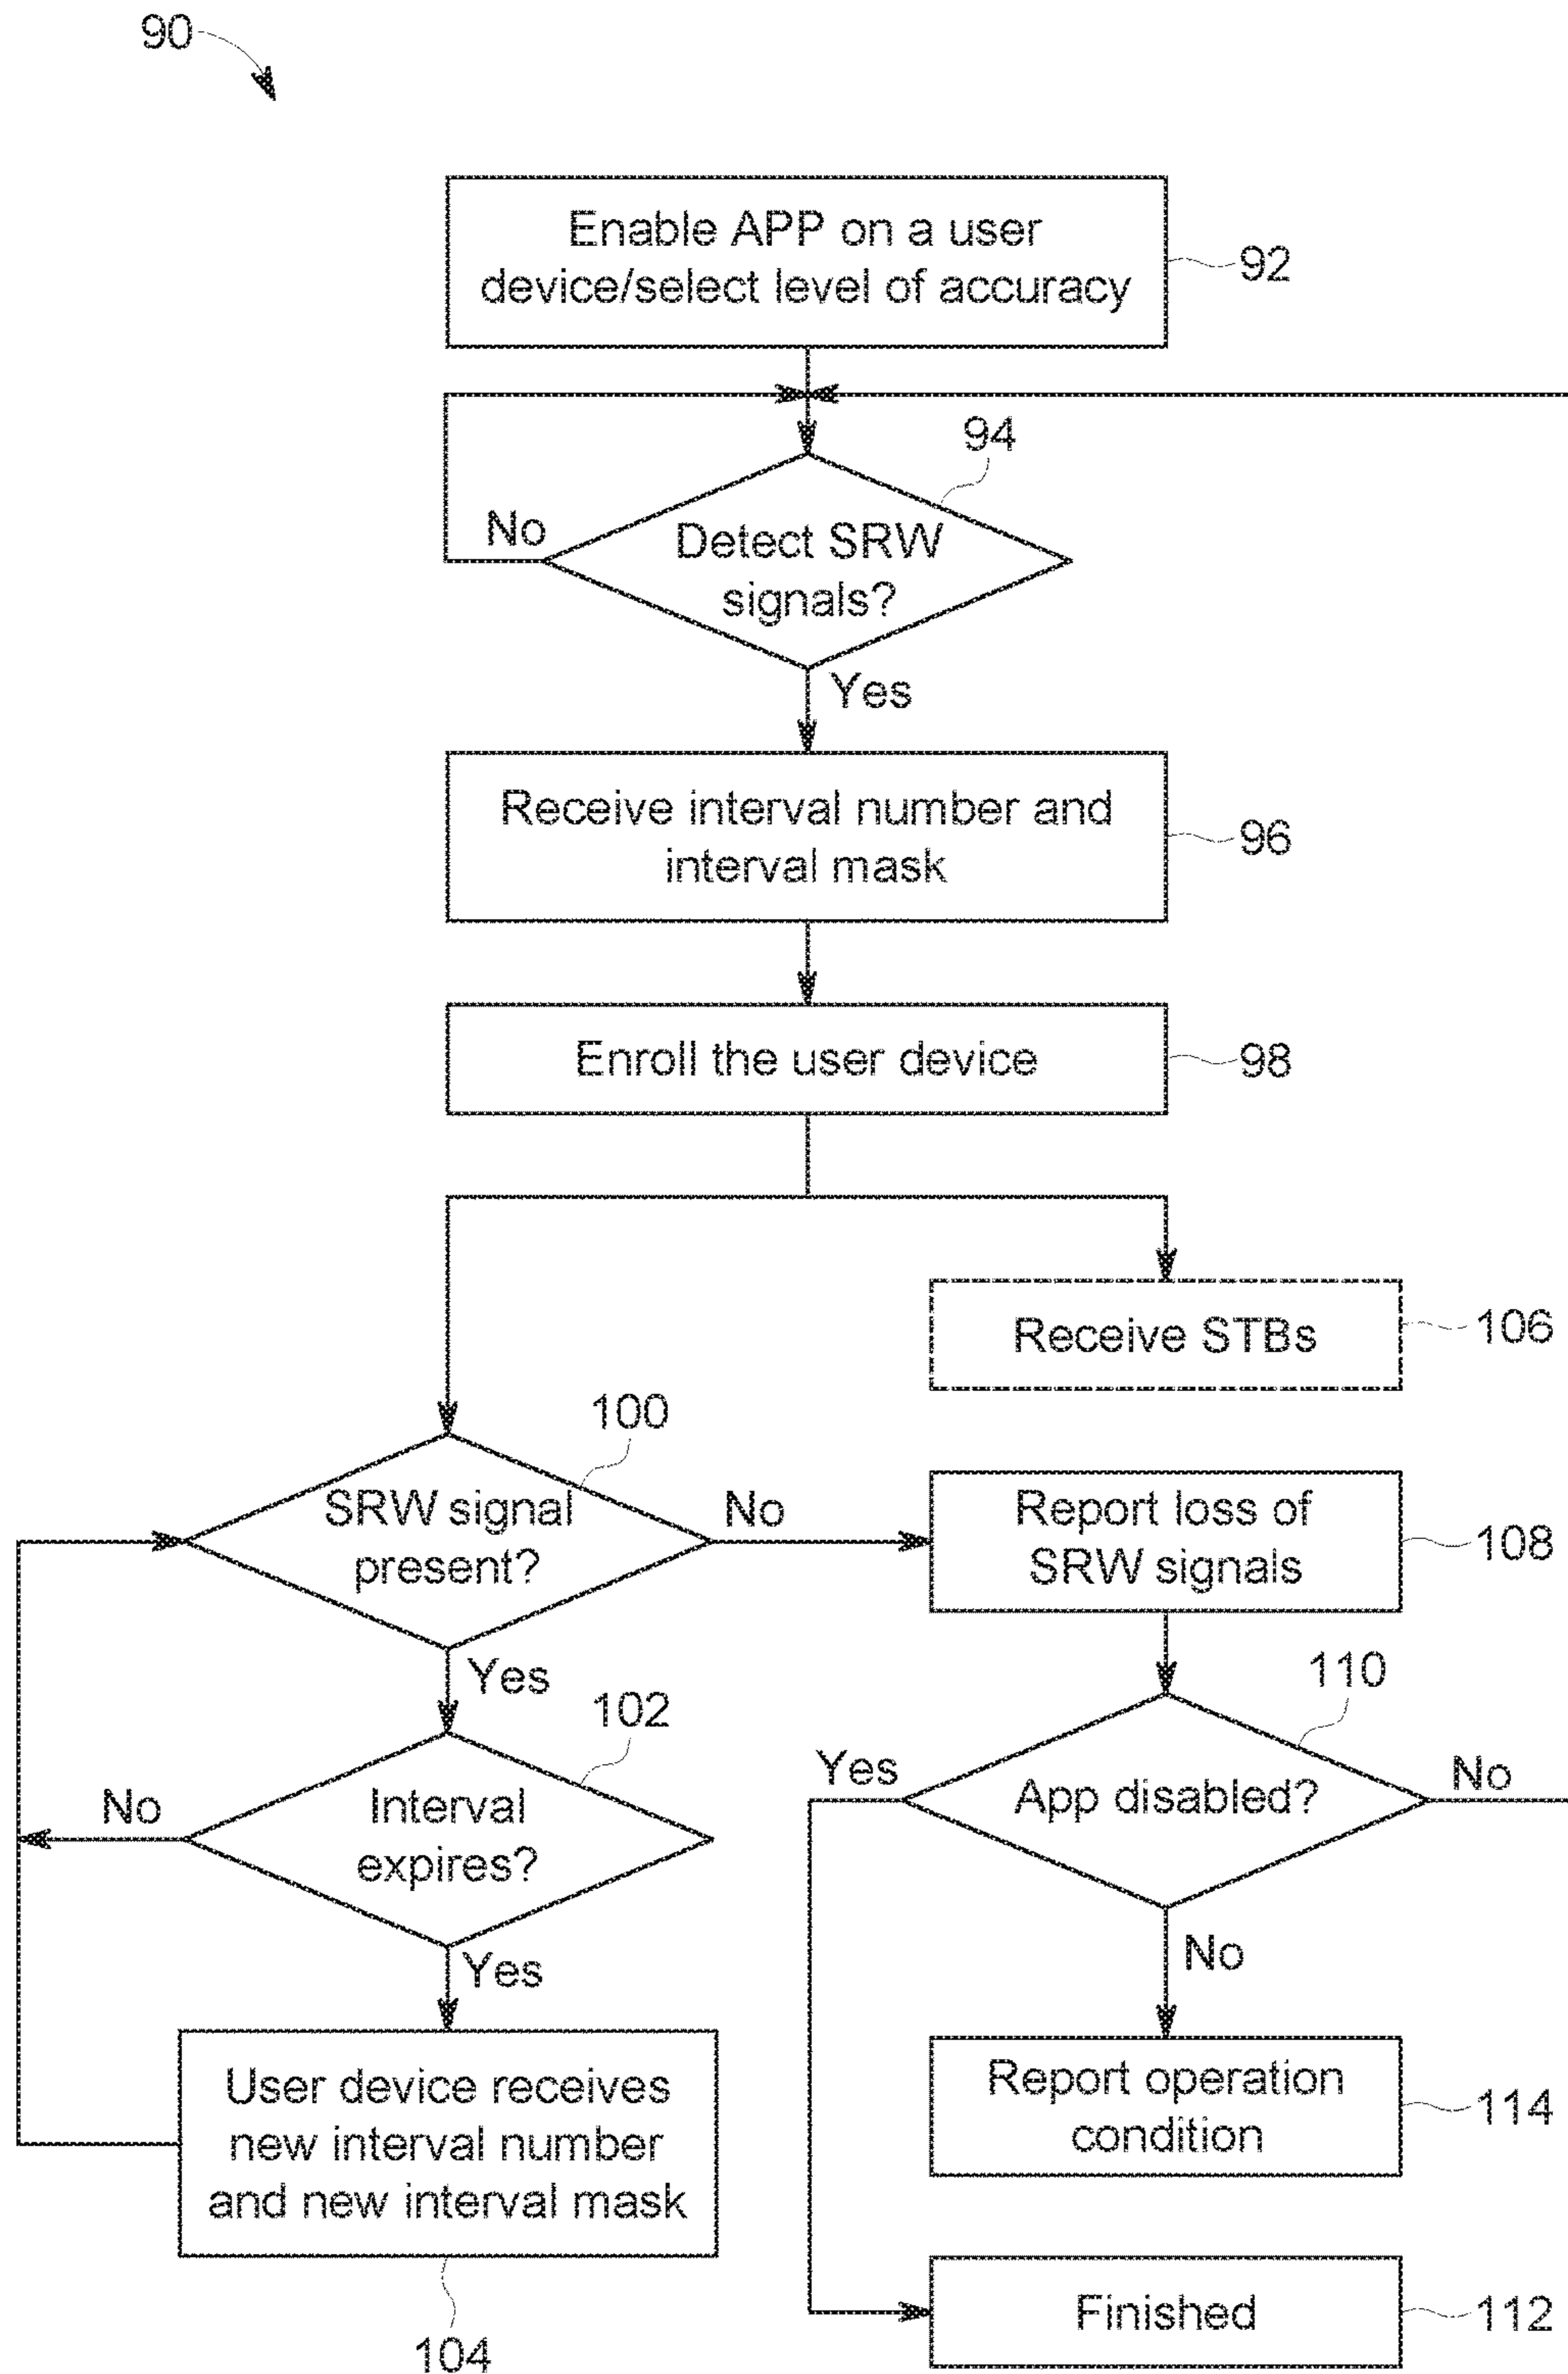 90
Enable APP on a user
device/select level of accuracy
92
94
No
Detect SRW
signals?
Yes
Receive interval number and
interval mask
96
Enroll the user device
98
Receive STBs
106
100
SRW signal
present?
No
Report loss of
SRW signals
108
Yes
102
110
No
Interval
expires?
Yes
App disabled?
No
Yes
No
User device receives
new interval number
and new interval mask
104
Report operation
condition
114
Finished
112